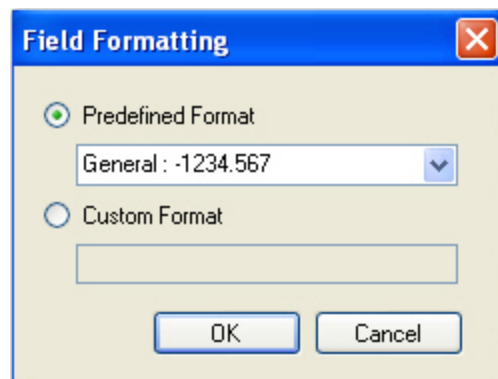 Field Formatting
Predefined Format
General : -1234.567
Custom Format
OK Cancel